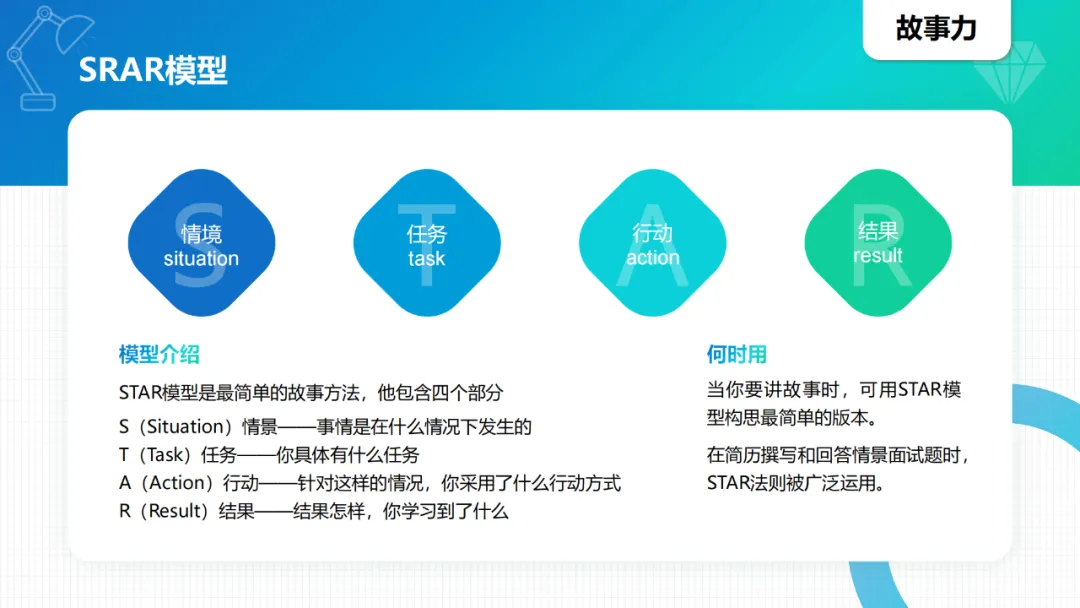 故事力
SRAR模型
S
情境
situation
T
任务
task
A
行动
action
R
结果
result
模型介绍
STAR模型是最简单的故事方法，他包含四个部分
S（Situation）情景——事情是在什么情况下发生的
T（Task）任务——你具体有什么任务
A（Action）行动——针对这样的情况，你采用了什么行动方式
R（Result）结果——结果怎样，你学习到了什么
何时用
当你要讲故事时，可用STAR模
型构思最简单的版本。
在简历撰写和回答情景面试题时，
STAR法则被广泛运用。